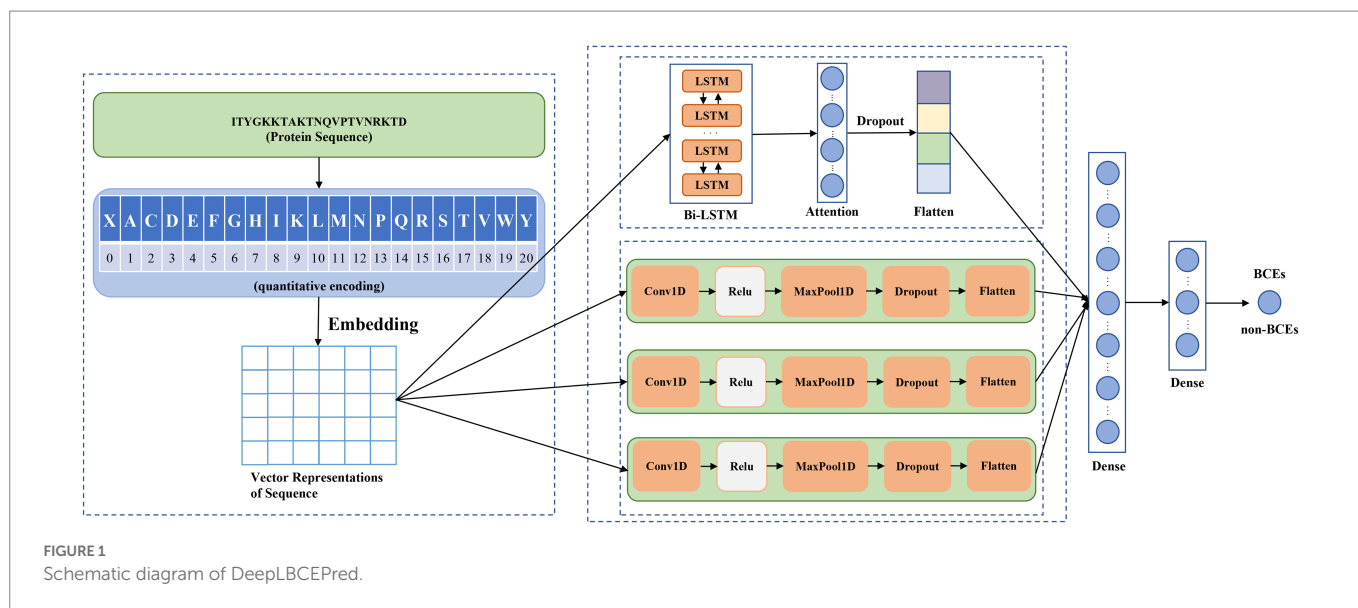 ITYGKKTAKTNQVPTVNRKTD
(Protein Sequence)
X A C D E F G H I K L M N P Q R S T V W Y
0 1 2 3 4 5 6 7 8 9 10 11 12 13 14 15 16 17 18 19 20
(quantitative encoding)
Embedding
Vector Representations
of Sequence
LSTM
LSTM
. . .
LSTM
LSTM
Bi-LSTM
Attention
Dropout
Flatten
Conv1D Relu MaxPool1D Dropout Flatten
Conv1D Relu MaxPool1D Dropout Flatten
Conv1D Relu MaxPool1D Dropout Flatten
Dense
Dense
BCEs
non-BCEs
FIGURE 1
Schematic diagram of DeepLBCEPred.